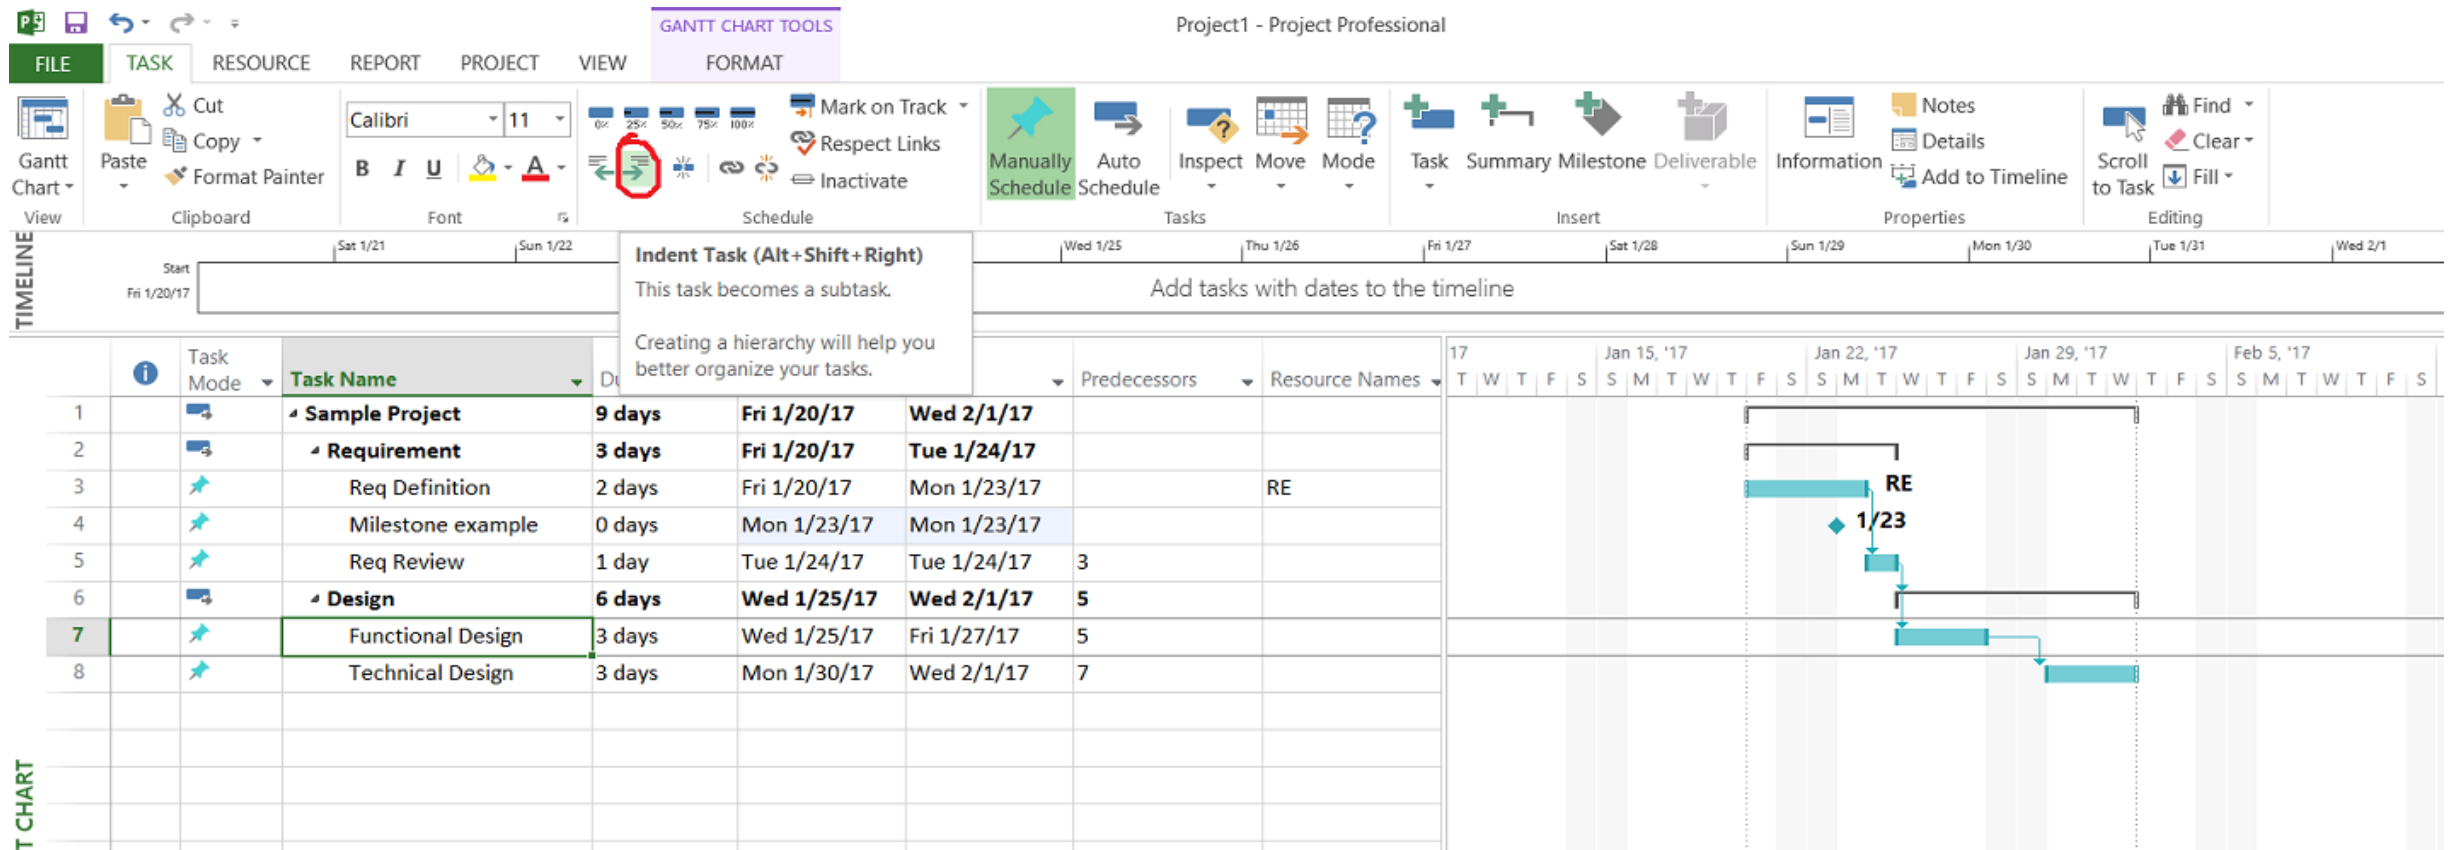 Project1 - Project Professional
GANTT CHART TOOLS
FILE TASK RESOURCE REPORT PROJECT VIEW FORMAT
Gantt Chart
View
Paste
Cut
Copy
Format Painter
Clipboard
Calibri 11
B I U A
Font
0% 25% 50% 75% 100%
Mark on Track
Respect Links
Inactivate
Schedule
Manually Schedule
Auto Schedule
Inspect
Move
Mode
Tasks
Task
Summary
Milestone
Deliverable
Insert
Information
Notes
Details
Add to Timeline
Properties
Scroll to Task
Find
Clear
Fill
Editing
TIMELINE
Sat 1/21 Sun 1/22 Wed 1/25 Thu 1/26 Fri 1/27 Sat 1/28 Sun 1/29 Mon 1/30 Tue 1/31 Wed 2/1
Start
Fri 1/20/17
Add tasks with dates to the timeline
Indent Task (Alt+Shift+Right)
This task becomes a subtask.
Creating a hierarchy will help you
better organize your tasks.
Task Mode Task Name Du Predecessors Resource Names
17 Jan 15, '17 Jan 22, '17 Jan 29, '17 Feb 5, '17
T W T F S S M T W T F S S M T W T F S S M T W T F S S M T W T F S
1 Sample Project 9 days Fri 1/20/17 Wed 2/1/17
2 Requirement 3 days Fri 1/20/17 Tue 1/24/17
3 Req Definition 2 days Fri 1/20/17 Mon 1/23/17 RE RE
4 Milestone example 0 days Mon 1/23/17 Mon 1/23/17 1/23
5 Req Review 1 day Tue 1/24/17 Tue 1/24/17 3
6 Design 6 days Wed 1/25/17 Wed 2/1/17 5
7 Functional Design 3 days Wed 1/25/17 Fri 1/27/17 5
8 Technical Design 3 days Mon 1/30/17 Wed 2/1/17 7
T CHART